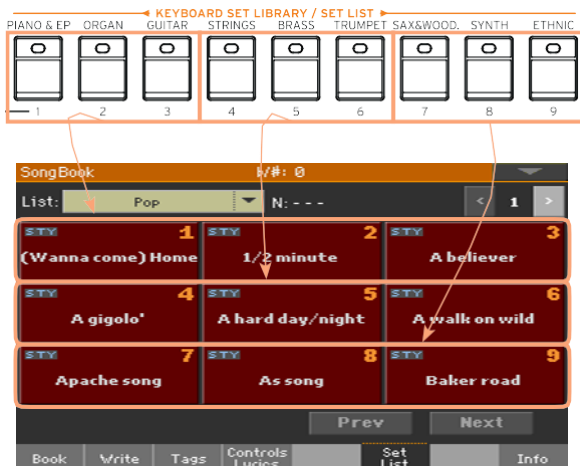 KEYBOARD SET LIBRARY / SET LIST
PIANO & EP ORGAN GUITAR STRINGS BRASS TRUMPET SAX&WOOD. SYNTH ETHNIC
1 2 3 4 5 6 7 8 9
SongBook ♭/#: 0
List: Pop N:--- < 1 >
STY 1 STY 2 STY 3
(Wanna come) Home 1/2 minute A believer
STY 4 STY 5 STY 6
A gigolo' A hard day/night A walk on wild
STY 7 STY 8 STY 9
Apache song As song Baker road
Prev Next
Book Write Tags Controls Lyrics Set List Info